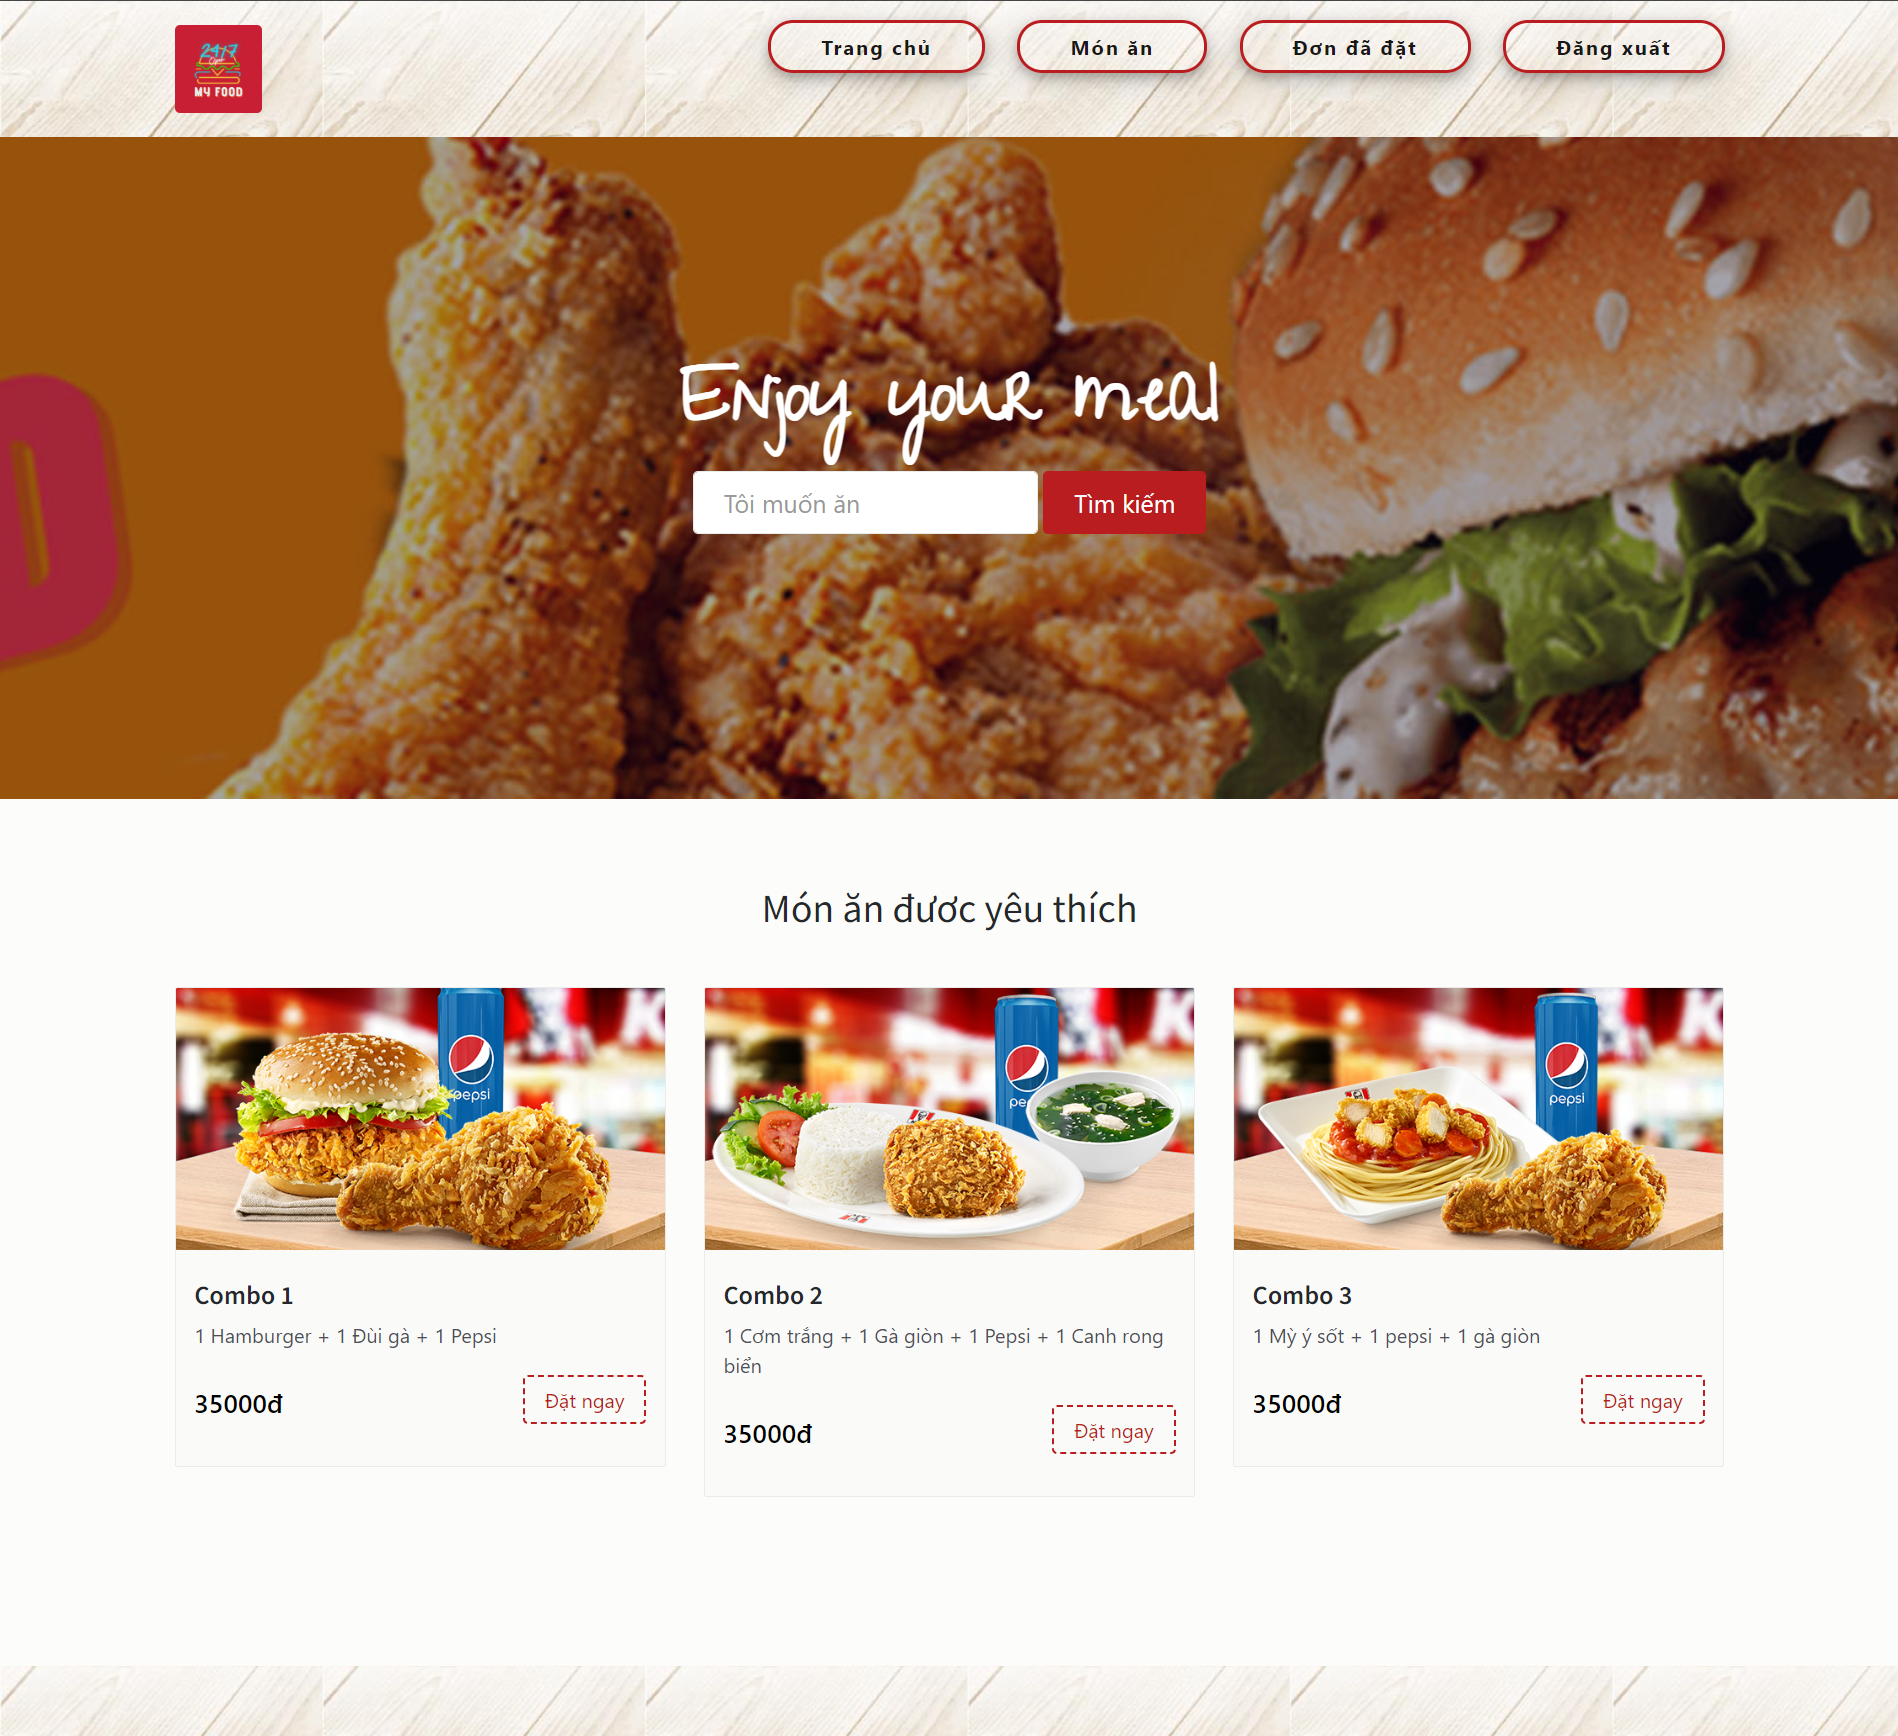 24/7
Open
MY FOOD
Trang chủ
Món ăn
Đơn đã đặt
Đăng xuất
Enjoy your meal
Tôi muốn ăn
Tìm kiếm
Món ăn đươc yêu thích
pepsi
pepsi
Combo 1
1 Hamburger + 1 Đùi gà + 1 Pepsi
35000đ
Đặt ngay
Combo 2
1 Cơm trắng + 1 Gà giòn + 1 Pepsi + 1 Canh rong
biển
35000đ
Đặt ngay
Combo 3
1 Mỳ ý sốt + 1 pepsi + 1 gà giòn
35000đ
Đặt ngay